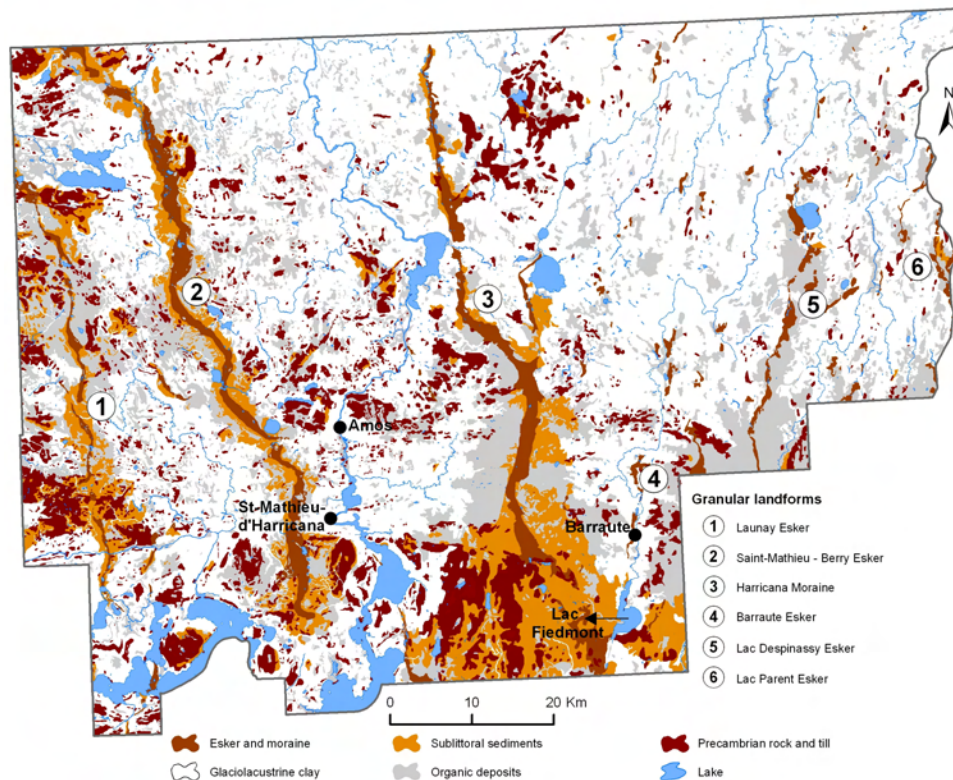 N
6
2
3
5
1
Amos
4
Granular landforms
St-Mathieu-
d'Harricana
Barraute
1 Launay Esker
2 Saint-Mathieu - Berry Esker
3 Harricana Moraine
4 Barraute Esker
5 Lac Despinassy Esker
6 Lac Parent Esker
Lac
Fiedmont
0 10 20 Km
Esker and moraine
Sublittoral sediments
Precambrian rock and till
Glaciolacustrine clay
Organic deposits
Lake